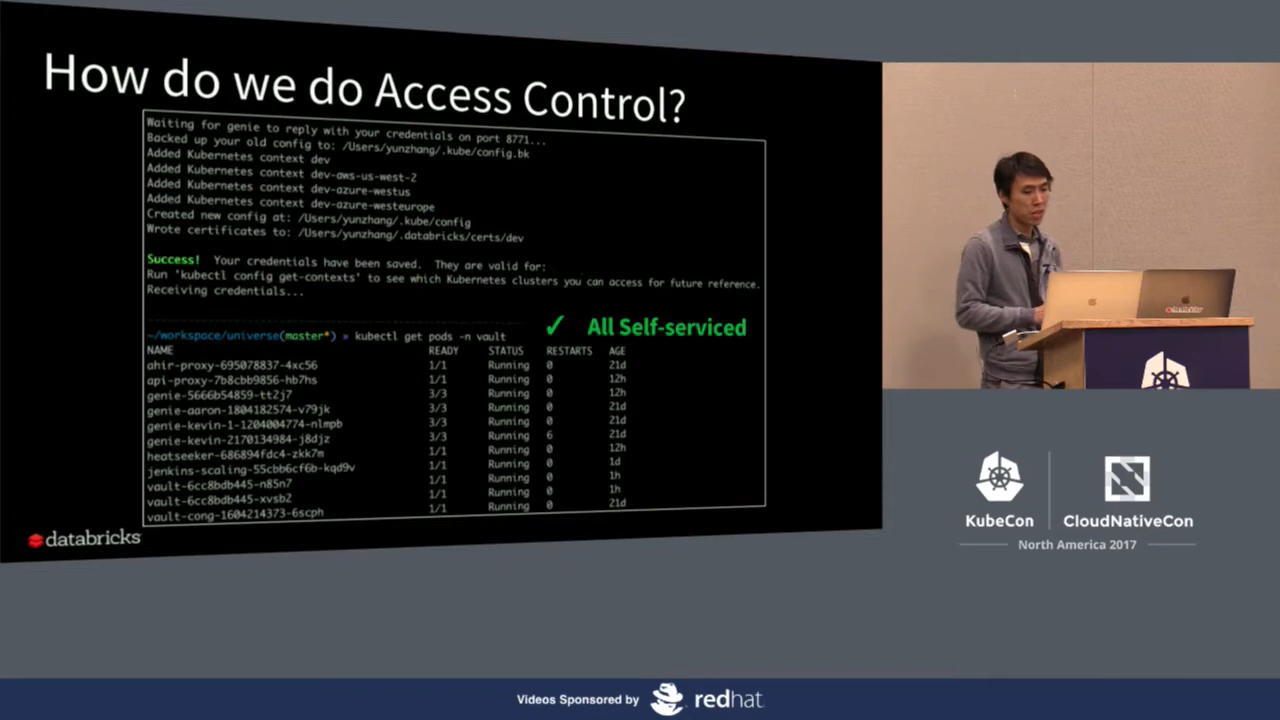 How do we do Access Control?
Waiting for genie to reply with your credentials on port 8771...
Backed up your old config to: /Users/yunzhang/.kube/config.bk
Added Kubernetes context dev
Added Kubernetes context dev-aws-us-west-2
Added Kubernetes context dev-azure-westus
Added Kubernetes context dev-azure-westeurope
Created new config at: /Users/yunzhang/.kube/config
Wrote certificates to: /Users/yunzhang/.databricks/certs/dev
Success! Your credentials have been saved. They are valid for:
Run 'kubectl config get-contexts' to see which Kubernetes clusters you can access for future reference.
Receiving credentials...
✓ All Self-serviced
~/workspace/universe(master*) » kubectl get pods -n vault
NAME READY STATUS RESTARTS AGE
ahir-proxy-695078837-4xc56 1/1 Running 0 21d
api-proxy-7b8cbb9856-hb7hs 1/1 Running 0 12h
genie-5666b54859-tt2j7 3/3 Running 0 12h
genie-aaron-1804182574-v79jk 3/3 Running 0 21d
genie-kevin-1-1204004774-nlmpb 3/3 Running 0 21d
genie-kevin-2170134984-j8djz 3/3 Running 6 21d
heatseeker-686894fdc4-zkk7m 1/1 Running 0 12h
jenkins-scaling-55cbb6cf6b-kqd9v 1/1 Running 0 1d
vault-6cc8bdb445-n85n7 1/1 Running 0 1h
vault-6cc8bdb445-xvsb2 1/1 Running 0 1h
vault-cong-1604214373-6scph 1/1 Running 0 21d
databricks
KubeCon
CloudNativeCon
North America 2017
Videos Sponsored by redhat